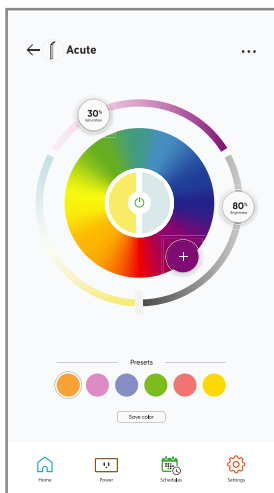 Acute
30%
Saturation
80%
Brightness
Presets
Save color
Home
Power
Schedules
Settings